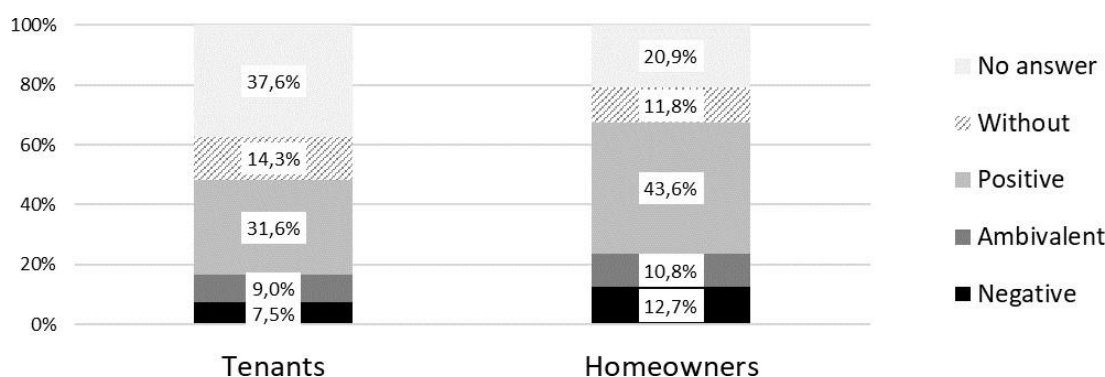 100%
80%
60%
40%
20%
0%
37,6%
14,3%
31,6%
9,0%
7,5%
20,9%
11,8%
43,6%
10,8%
12,7%
Tenants
Homeowners
No answer
Without
Positive
Ambivalent
Negative